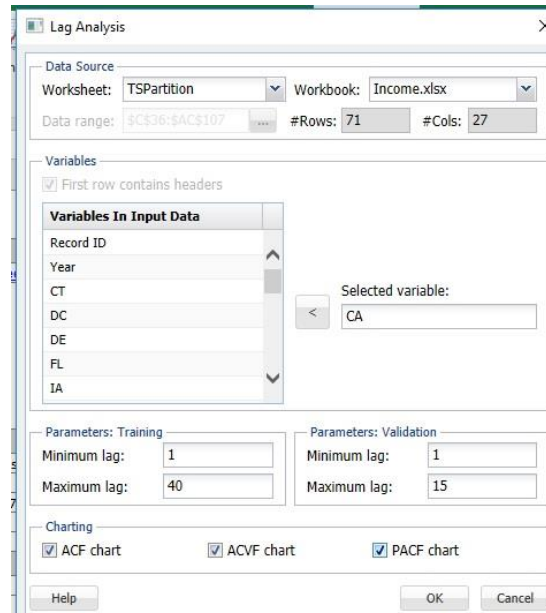 Lag Analysis
Data Source
Worksheet: TSPartition Workbook: Income.xlsx
Data range: $C$36:$AC$107 ... #Rows: 71 #Cols: 27
Variables
First row contains headers
Variables In Input Data
Record ID
Year
CT
DC
DE
FL
IA
Selected variable:
< CA
Parameters: Training
Minimum lag: 1
Maximum lag: 40
Parameters: Validation
Minimum lag: 1
Maximum lag: 15
Charting
ACF chart ACVF chart PACF chart
Help OK Cancel